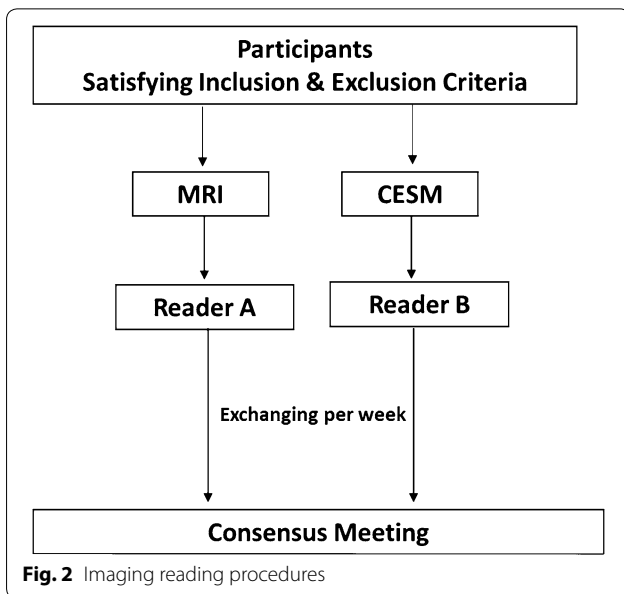 Participants
Satisfying Inclusion & Exclusion Criteria
MRI
CESM
Reader A
Reader B
Exchanging per week
Consensus Meeting
Fig. 2 Imaging reading procedures